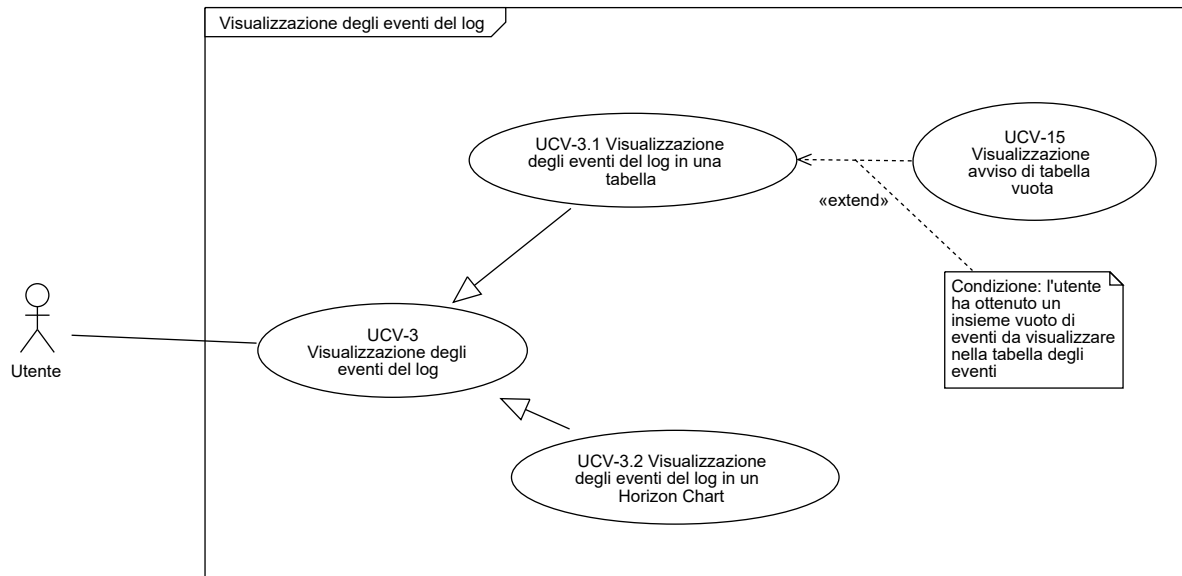 Visualizzazione degli eventi del log
UCV-3.1 Visualizzazione
degli eventi del log in una
tabella
UCV-15
Visualizzazione
avviso di tabella
vuota
«extend»
Condizione: l'utente
ha ottenuto un
insieme vuoto di
eventi da visualizzare
nella tabella degli
eventi
Utente
UCV-3
Visualizzazione degli
eventi del log
UCV-3.2 Visualizzazione
degli eventi del log in un
Horizon Chart